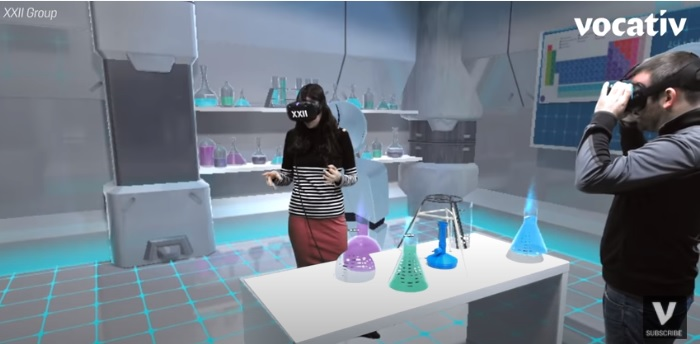 XXII Group
vocativ
XXII
V
SUBSCRIBE